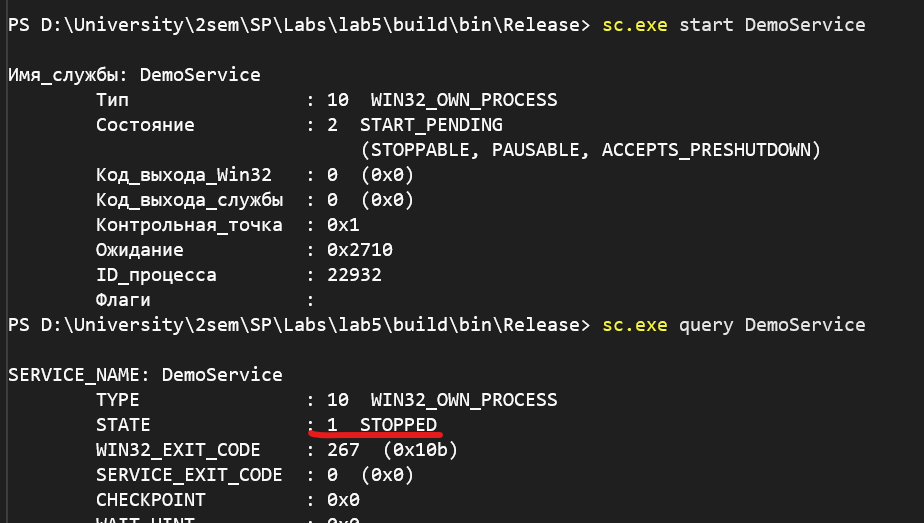 PS D:\University\2sem\SP\Labs\lab5\build\bin\Release> sc.exe start DemoService
Имя_службы: DemoService
Тип : 10 WIN32_OWN_PROCESS
Состояние : 2 START_PENDING
(STOPPABLE, PAUSABLE, ACCEPTS_PRESHUTDOWN)
Код_выхода_Win32 : 0 (0x0)
Код_выхода_службы : 0 (0x0)
Контрольная_точка : 0x1
Ожидание : 0x2710
ID_процесса : 22932
Флаги :
PS D:\University\2sem\SP\Labs\lab5\build\bin\Release> sc.exe query DemoService
SERVICE_NAME: DemoService
TYPE : 10 WIN32_OWN_PROCESS
STATE : 1 STOPPED
WIN32_EXIT_CODE : 267 (0x10b)
SERVICE_EXIT_CODE : 0 (0x0)
CHECKPOINT : 0x0
WAIT_HINT : 0x0